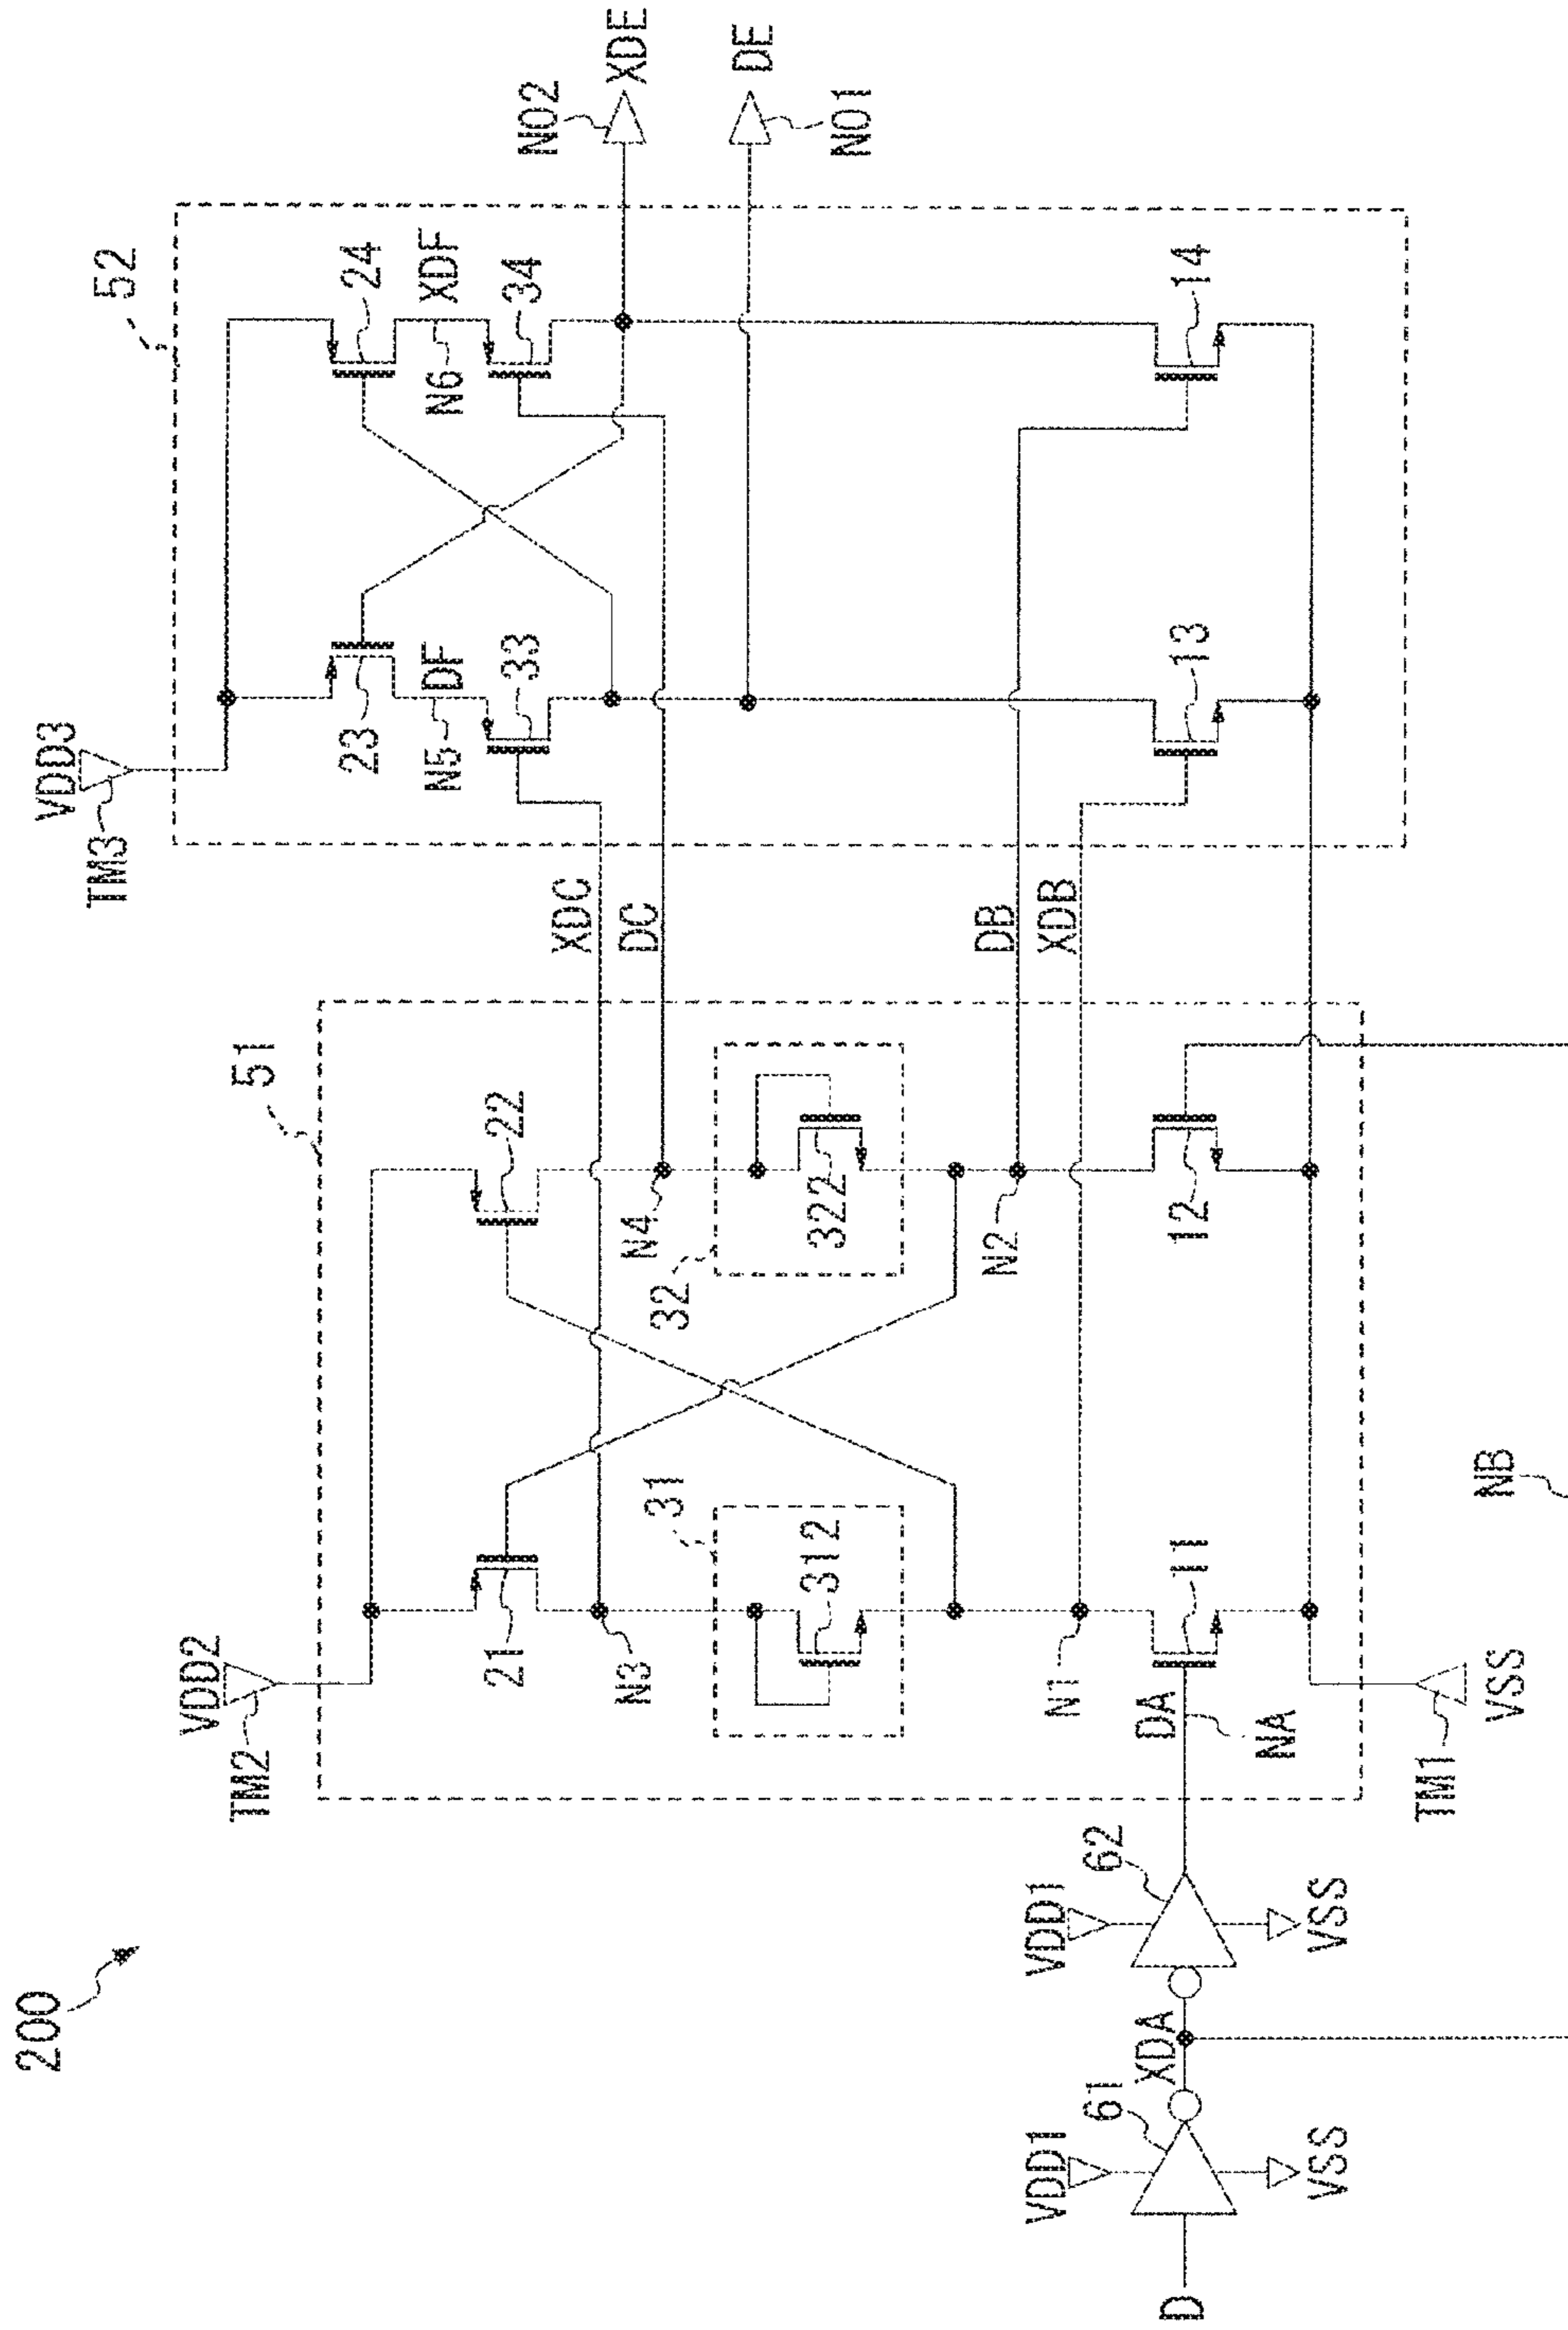 200
VDD3
TM3
52
23
24
N5
DF
N6
XDF
33
34
NO2
XDE
DE
NO1
13
14
XDC
DC
DB
XDB
VDD2
TM2
51
21
22
N3
N4
31
312
32
322
N1
N2
DA
NA
11
12
TM1
VSS
NB
D
VDD1
61
VSS
XDA
VDD1
62
VSS